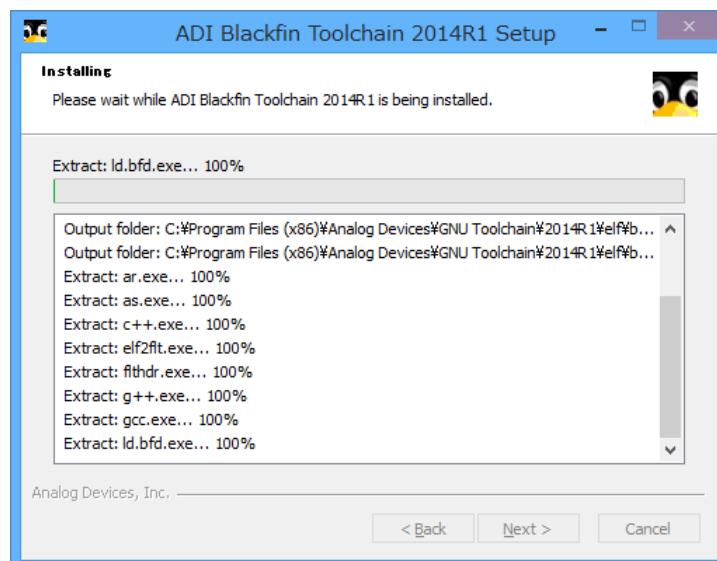 ADI Blackfin Toolchain 2014R1 Setup
Installing
Please wait while ADI Blackfin Toolchain 2014R1 is being installed.
Extract: ld.bfd.exe... 100%
Output folder: C:¥Program Files (x86)¥Analog Devices¥GNU Toolchain¥2014R1¥elf¥b...
Output folder: C:¥Program Files (x86)¥Analog Devices¥GNU Toolchain¥2014R1¥elf¥b...
Extract: ar.exe... 100%
Extract: as.exe... 100%
Extract: c++.exe... 100%
Extract: elf2flt.exe... 100%
Extract: flthdr.exe... 100%
Extract: g++.exe... 100%
Extract: gcc.exe... 100%
Extract: ld.bfd.exe... 100%
Analog Devices, Inc.
< Back Next > Cancel